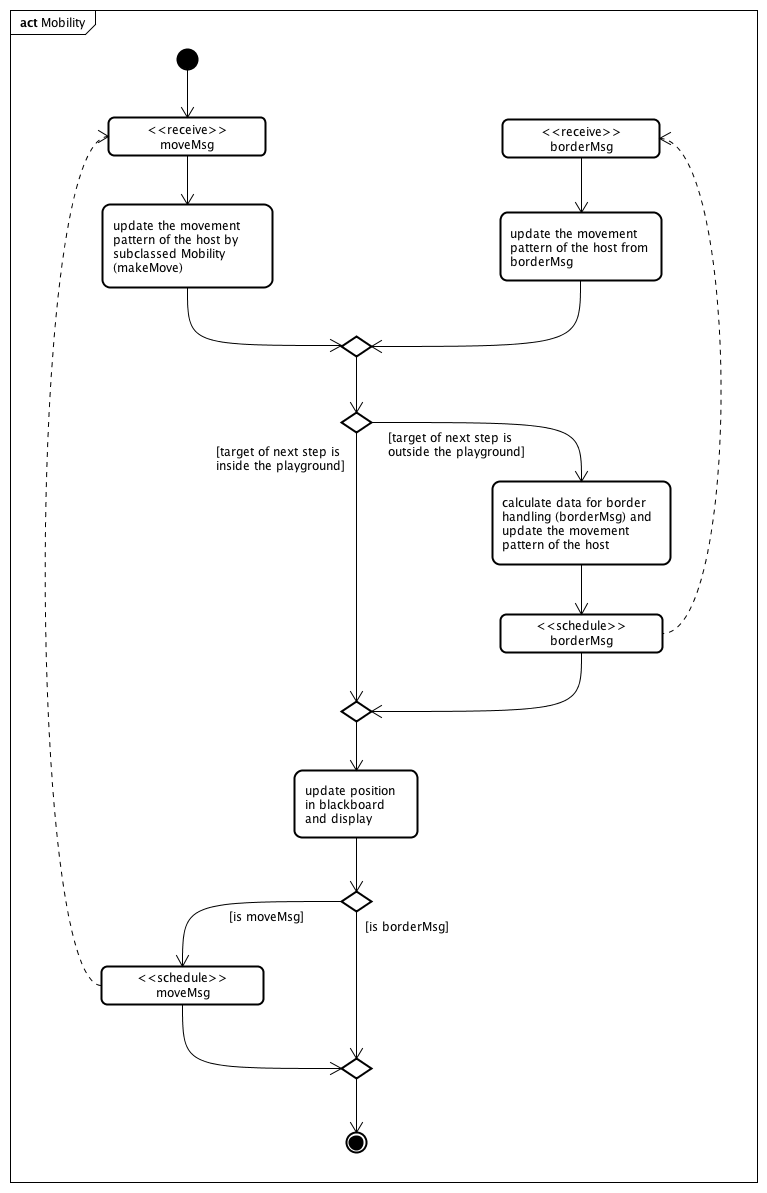 act Mobility
<<receive>>
moveMsg
<<receive>>
borderMsg
update the movement
pattern of the host by
subclassed Mobility
(makeMove)
update the movement
pattern of the host from
borderMsg
[target of next step is
inside the playground]
[target of next step is
outside the playground]
calculate data for border
handling (borderMsg) and
update the movement
pattern of the host
<<schedule>>
borderMsg
update position
in blackboard
and display
[is moveMsg]
[is borderMsg]
<<schedule>>
moveMsg